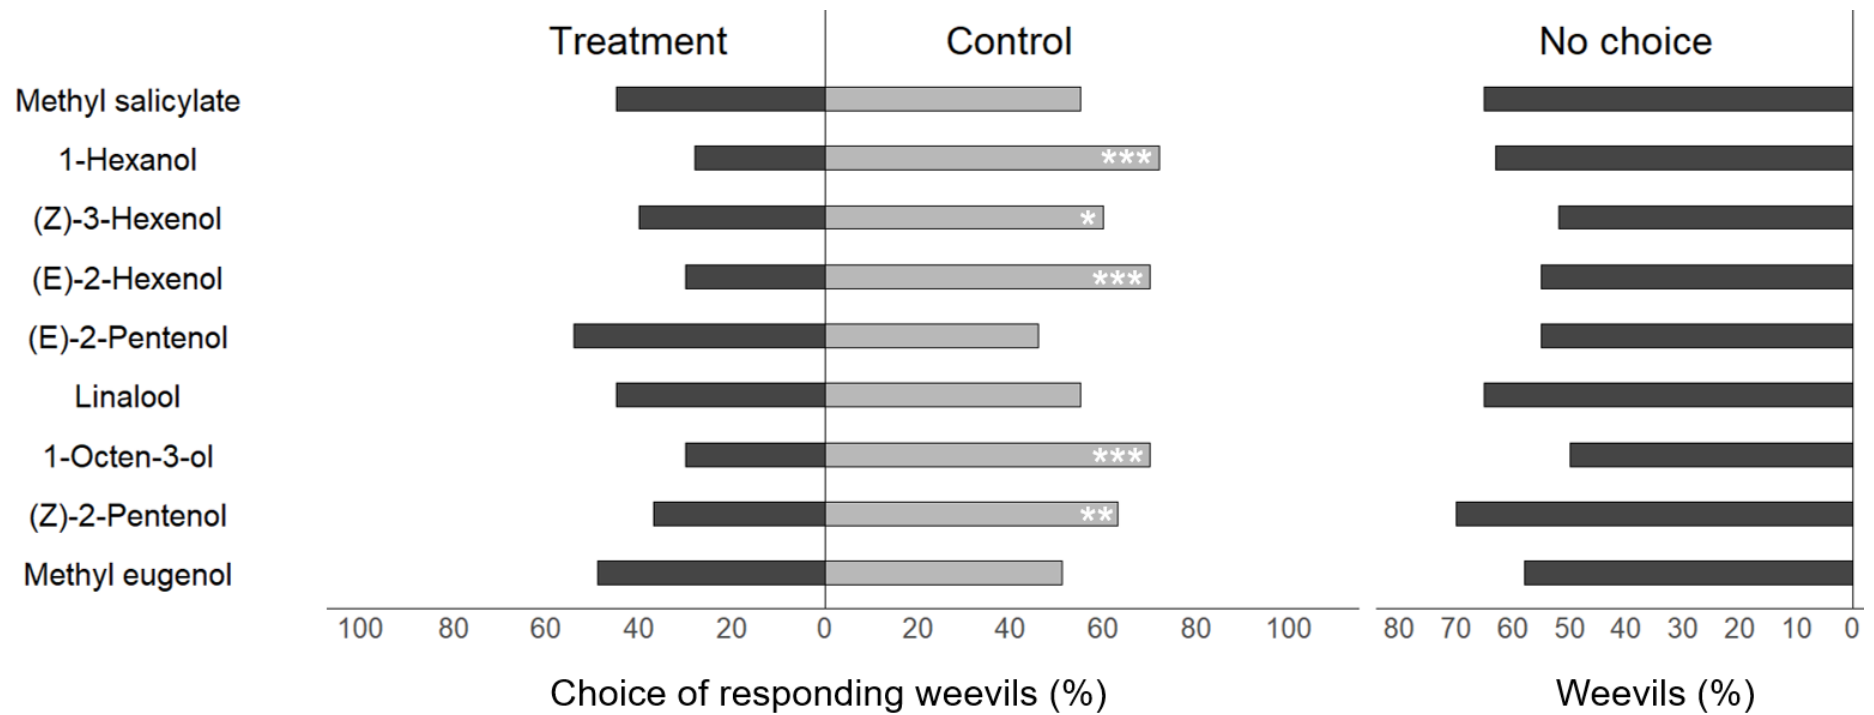 Treatment Control No choice
Methyl salicylate
1-Hexanol ***
(Z)-3-Hexenol *
(E)-2-Hexenol ***
(E)-2-Pentenol
Linalool
1-Octen-3-ol ***
(Z)-2-Pentenol **
Methyl eugenol
100 80 60 40 20 0 20 40 60 80 100 80 70 60 50 40 30 20 10 0
Choice of responding weevils (%) Weevils (%)